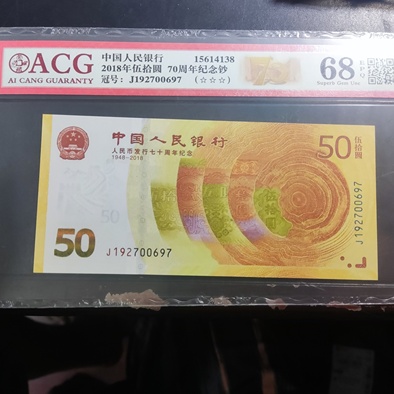 ACG
AI CANG GUARANTY
中国人民银行 15614138
2018年伍拾圆 70周年纪念钞
冠号: J192700697 (☆☆☆)
68
Superb Gem Unc
中国人民银行
人民币发行七十周年纪念
1948-2018
50
伍拾圆
J192700697
50
J192700697